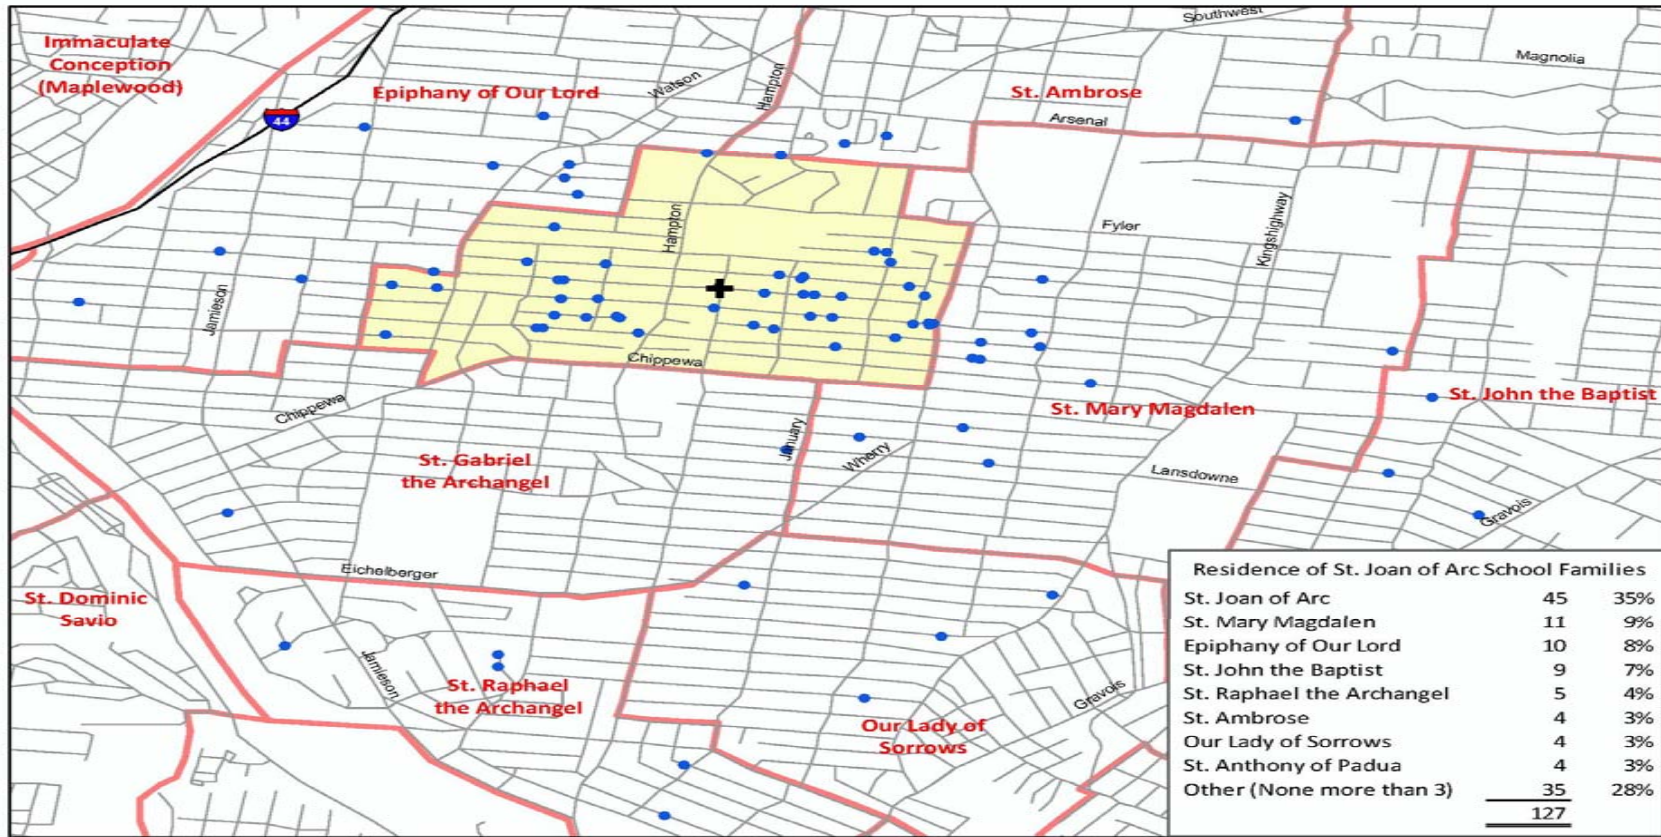 Southwest
Immaculate
Conception
(Maplewood)
Magnolia
Watson
Hampton
Epiphany of Our Lord
St. Ambrose
44
Arsenal
Hampton
Fyler
Kingshighway
Jamieson
Chippewa
St. John the Baptist
Chippewa
St. Mary Magdalen
January
Wherry
St. Gabriel
the Archangel
Lansdowne
Gravois
Eichelberger
St. Dominic
Savio
Jamieson
St. Raphael
the Archangel
Gravois
Our Lady of
Sorrows
Residence of St. Joan of Arc School Families
St. Joan of Arc 45 35%
St. Mary Magdalen 11 9%
Epiphany of Our Lord 10 8%
St. John the Baptist 9 7%
St. Raphael the Archangel 5 4%
St. Ambrose 4 3%
Our Lady of Sorrows 4 3%
St. Anthony of Padua 4 3%
Other (None more than 3) 35 28%
127